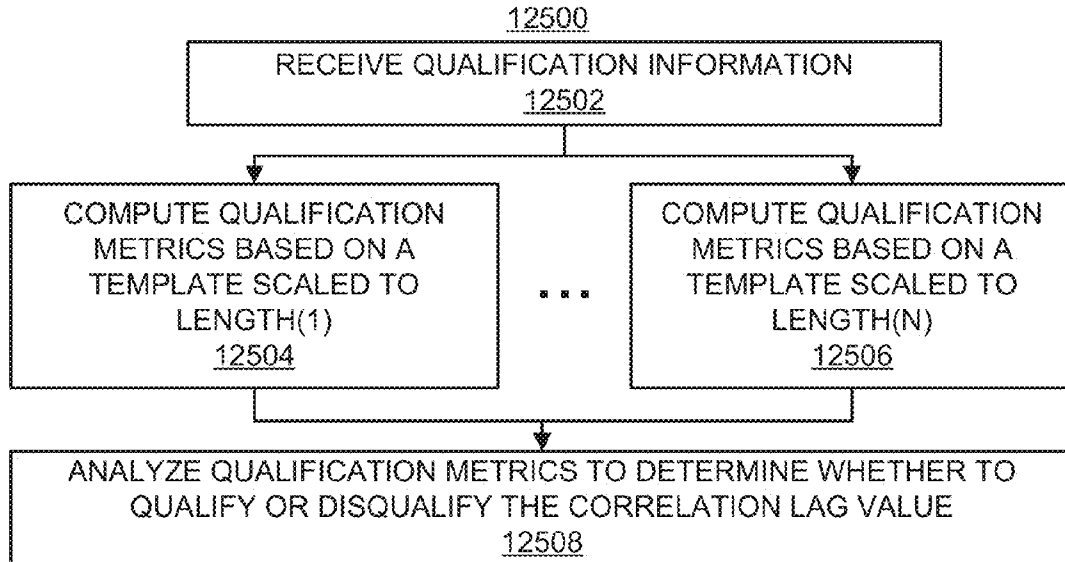 12500
RECEIVE QUALIFICATION INFORMATION
12502
COMPUTE QUALIFICATION
METRICS BASED ON A
TEMPLATE SCALED TO
LENGTH(1)
12504
...
COMPUTE QUALIFICATION
METRICS BASED ON A
TEMPLATE SCALED TO
LENGTH(N)
12506
ANALYZE QUALIFICATION METRICS TO DETERMINE WHETHER TO
QUALIFY OR DISQUALIFY THE CORRELATION LAG VALUE
12508